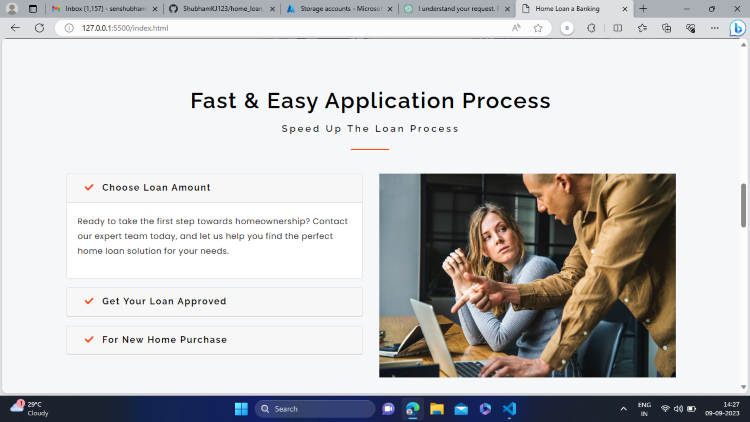 Inbox (1,157) - senshubham
ShubhamKJ123/home_loan
Storage accounts - Microsof
I understand your request. F
Home Loan a Banking
127.0.0.1:5500/index.html
Fast & Easy Application Process
Speed Up The Loan Process
Choose Loan Amount
Ready to take the first step towards homeownership? Contact
our expert team today, and let us help you find the perfect
home loan solution for your needs.
Get Your Loan Approved
For New Home Purchase
1
29°C
Cloudy
Search
ENG
IN
14:27
09-09-2023